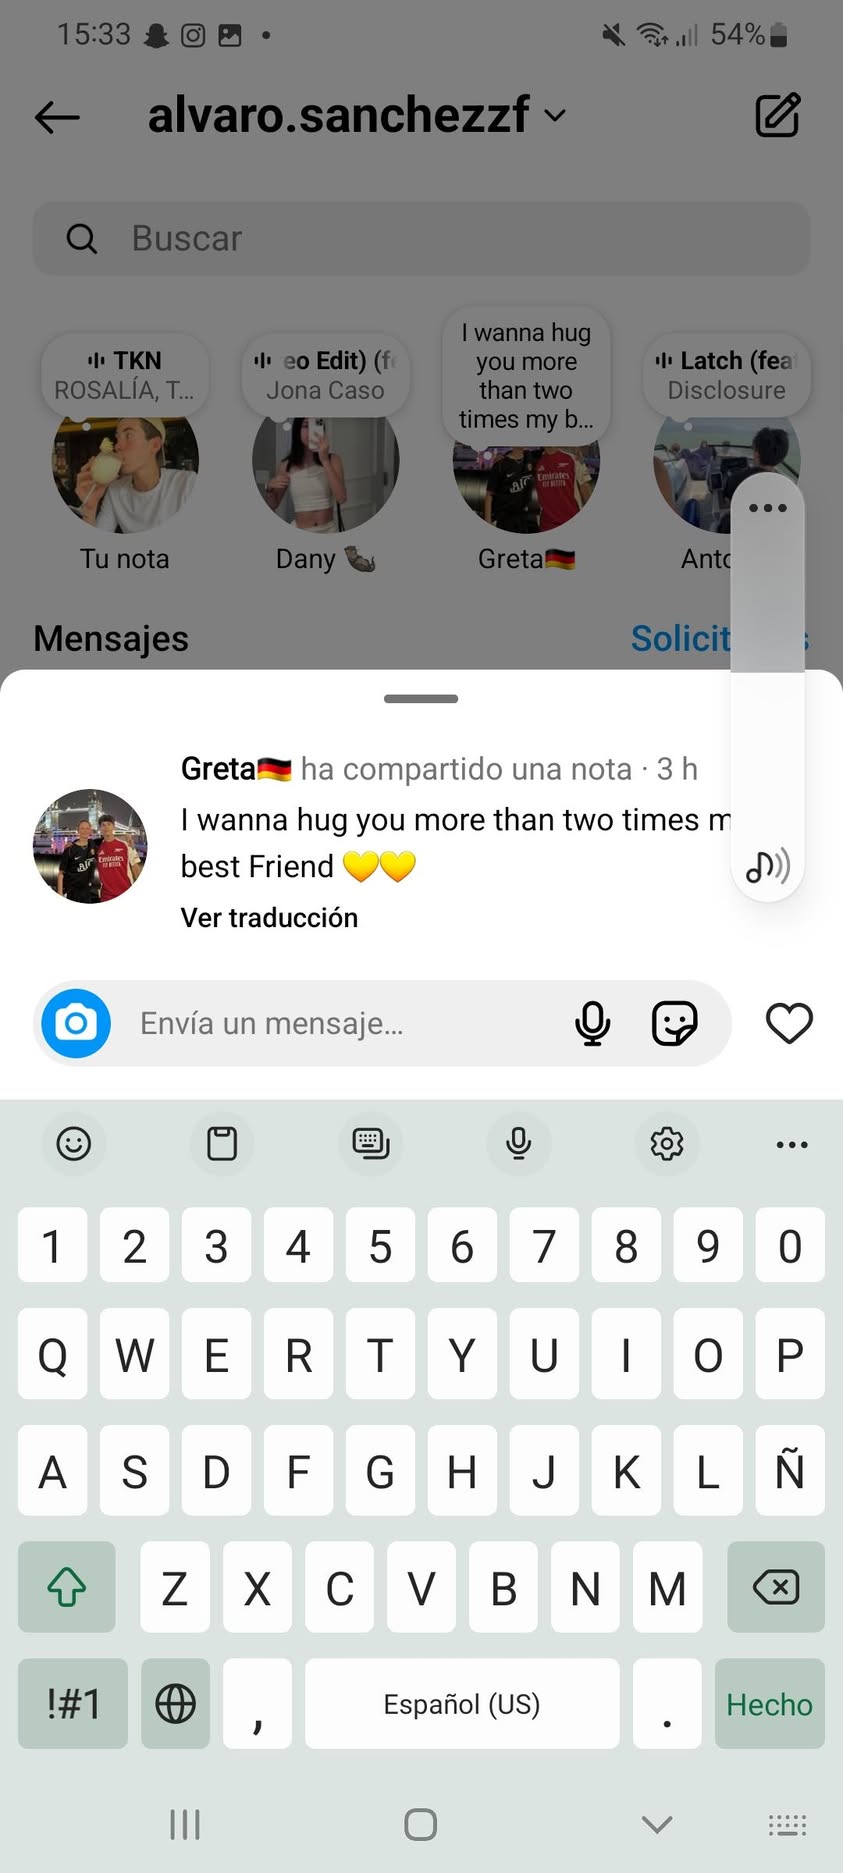 15:33
54%
alvaro.sanchezzf
Buscar
TKN
ROSALÍA, T...
eo Edit) (f
Jona Caso
I wanna hug
you more
than two
times my b...
Latch (fea
Disclosure
Tu nota
Dany 🦦
Greta🇩🇪
Mensajes
Greta🇩🇪 ha compartido una nota · 3 h
I wanna hug you more than two times m
best Friend 💛💛
Ver traducción
Emirates
Envía un mensaje...
1 2 3 4 5 6 7 8 9 0
Q W E R T Y U I O P
A S D F G H J K L Ñ
Z X C V B N M
!#1 , Español (US) . Hecho